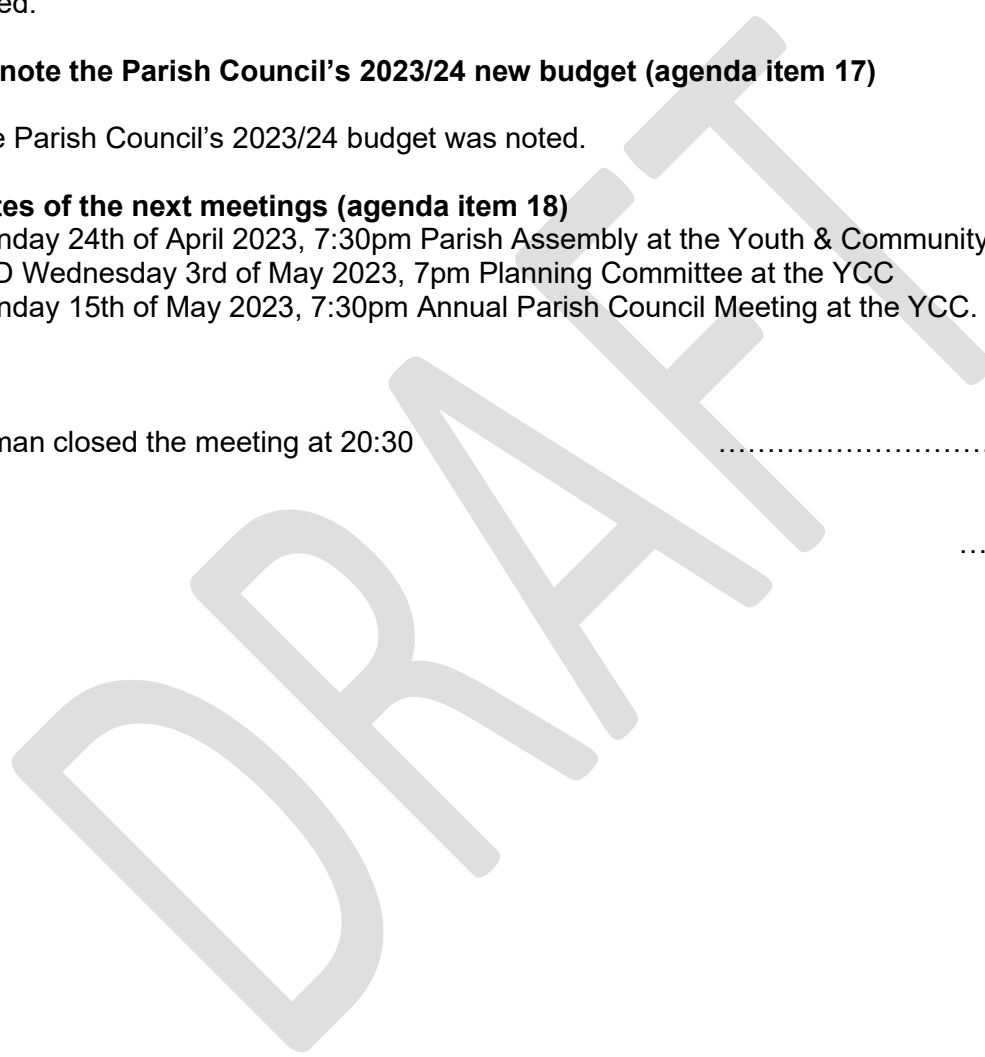 ed.
note the Parish Council’s 2023/24 new budget (agenda item 17)
e Parish Council’s 2023/24 budget was noted.
tes of the next meetings (agenda item 18)
nday 24th of April 2023, 7:30pm Parish Assembly at the Youth & Community
D Wednesday 3rd of May 2023, 7pm Planning Committee at the YCC
nday 15th of May 2023, 7:30pm Annual Parish Council Meeting at the YCC.
man closed the meeting at 20:30 ……………………….
…
DRAFT